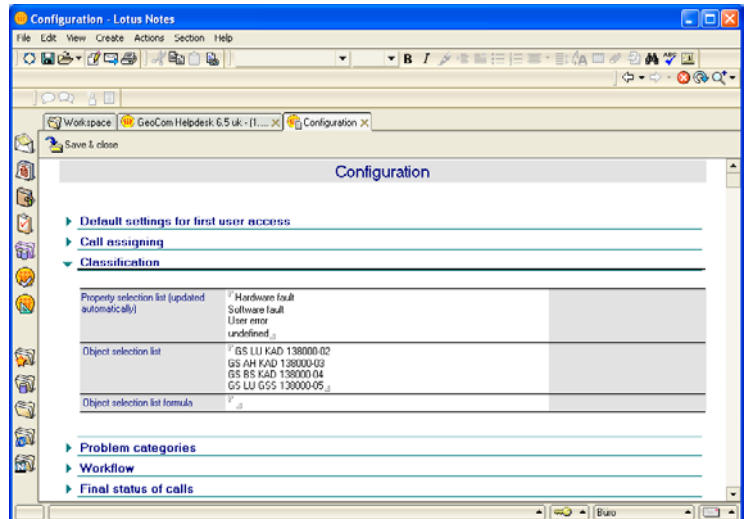 Configuration - Lotus Notes
File Edit View Create Actions Section Help
B I
Workspace GeoCom Helpdesk 6.5 uk - (1.... Configuration
Save & close
Configuration
Default settings for first user access
Call assigning
Classification
Property selection list (updated automatically)
Hardware fault
Software fault
User error
undefined
Object selection list
GS LU KAD 138000-02
GS AH KAD 138000-03
GS BS KAD 138000-04
GS LU GSS 138000-05
Object selection list formula
Problem categories
Workflow
Final status of calls
Buro